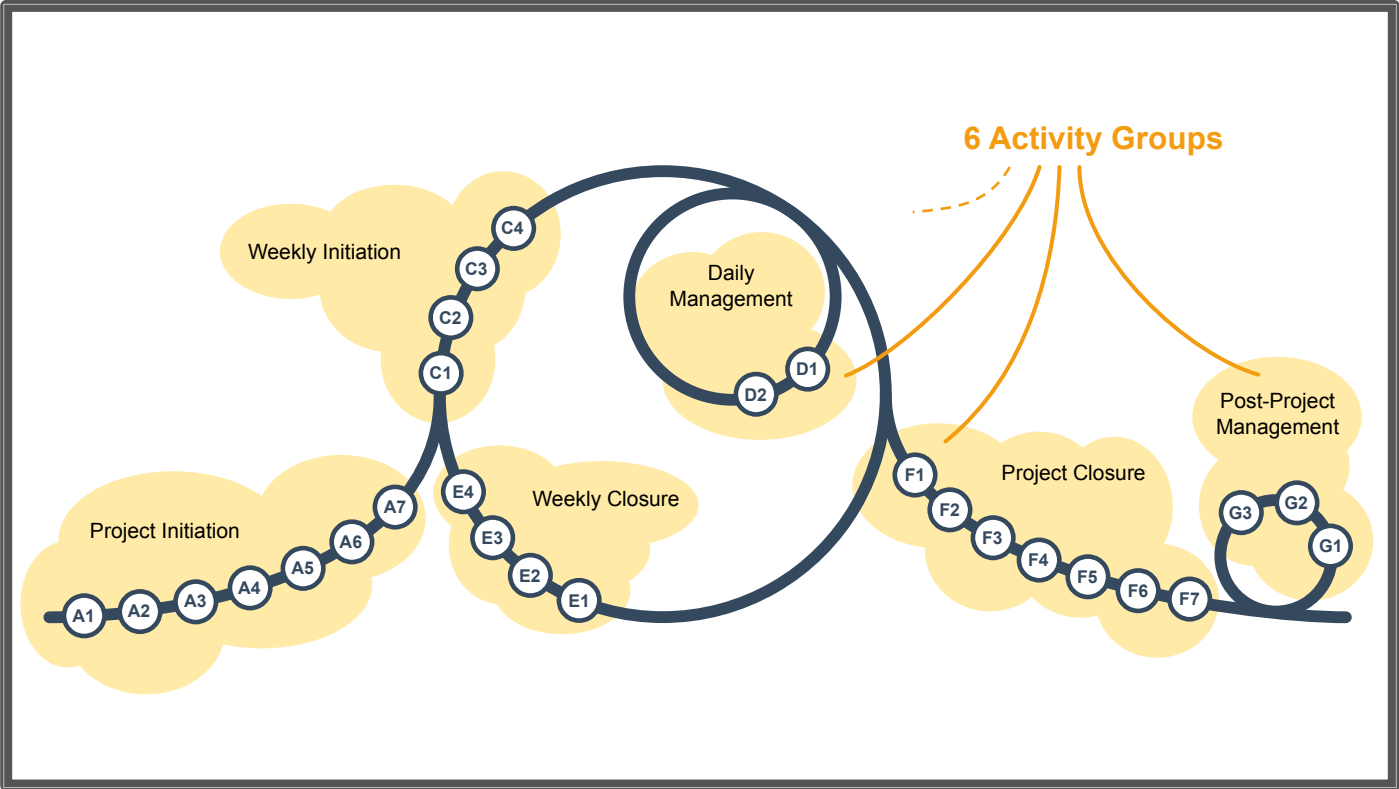 6 Activity Groups
Weekly Initiation
C4
C3
C2
C1
Daily
Management
D1
D2
Post-Project
Management
G3
G2
G1
Project Closure
F1
F2
F3
F4
F5
F6
F7
Weekly Closure
E4
E3
E2
E1
Project Initiation
A1
A2
A3
A4
A5
A6
A7